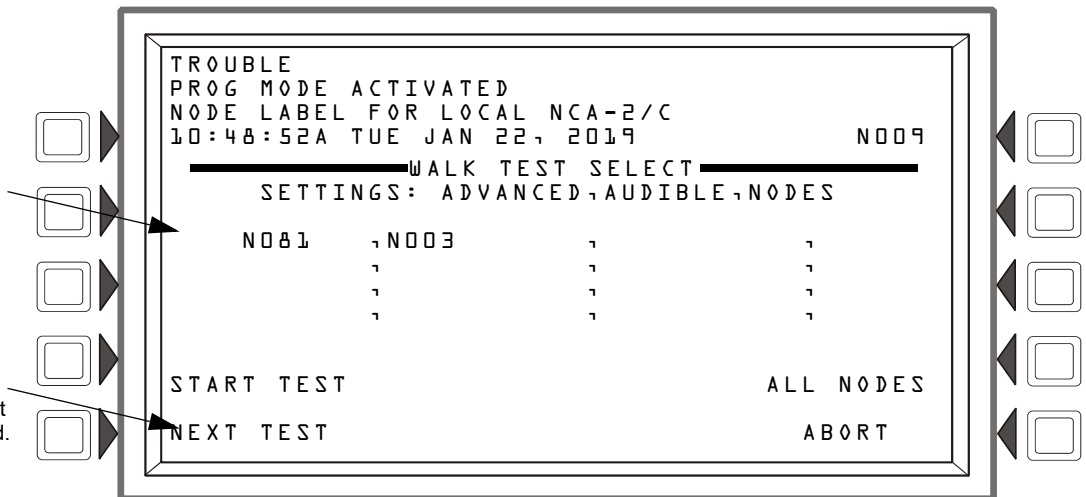 TROUBLE
PROG MODE ACTIVATED
NODE LABEL FOR LOCAL NCA-2/C
10:48:52A TUE JAN 22, 2019 N009
WALK TEST SELECT
SETTINGS: ADVANCED,AUDIBLE,NODES
N081 ,N003 , ,
, , ,
, , ,
, , ,
START TEST ALL NODES
NEXT TEST ABORT